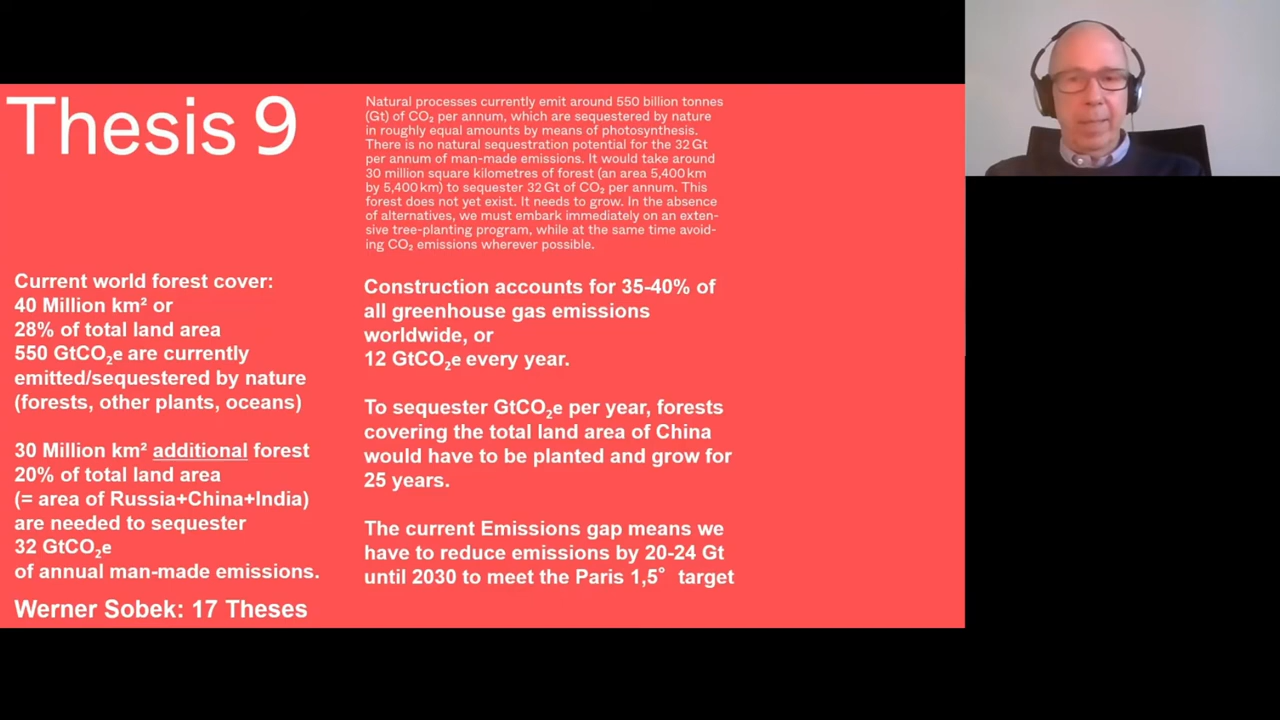 Thesis 9
Natural processes currently emit around 550 billion tonnes
(Gt) of CO₂ per annum, which are sequestered by nature
in roughly equal amounts by means of photosynthesis.
There is no natural sequestration potential for the 32 Gt
per annum of man-made emissions. It would take around
30 million square kilometres of forest (an area 5,400 km
by 5,400 km) to sequester 32 Gt of CO₂ per annum. This
forest does not yet exist. It needs to grow. In the absence
of alternatives, we must embark immediately on an exten-
sive tree-planting program, while at the same time avoid-
ing CO₂ emissions wherever possible.
Current world forest cover:
40 Million km² or
28% of total land area
550 GtCO₂e are currently
emitted/sequestered by nature
(forests, other plants, oceans)
30 Million km² additional forest
20% of total land area
(= area of Russia+China+India)
are needed to sequester
32 GtCO₂e
of annual man-made emissions.
Werner Sobek: 17 Theses
Construction accounts for 35-40% of
all greenhouse gas emissions
worldwide, or
12 GtCO₂e every year.
To sequester GtCO₂e per year, forests
covering the total land area of China
would have to be planted and grow for
25 years.
The current Emissions gap means we
have to reduce emissions by 20-24 Gt
until 2030 to meet the Paris 1,5° target